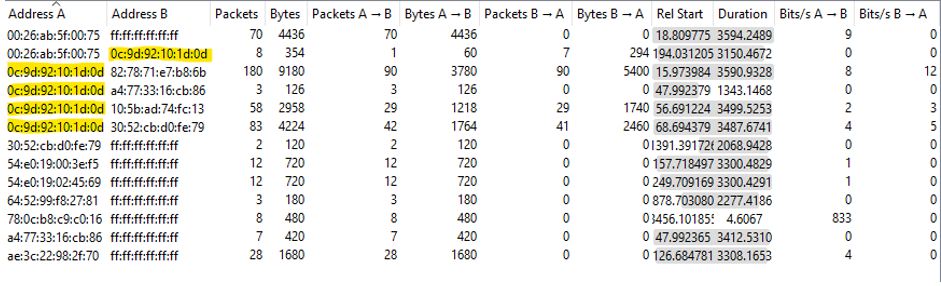 Address A Address B Packets Bytes Packets A → B Bytes A → B Packets B → A Bytes B → A Rel Start Duration Bits/s A → B Bits/s B → A
00:26:ab:5f:00:75 ff:ff:ff:ff:ff:ff 70 4436 70 4436 0 0 18.809775 3594.2489 9 0
00:26:ab:5f:00:75 0c:9d:92:10:1d:0d 8 354 1 60 7 294 194.031205 3150.4672 0 0
0c:9d:92:10:1d:0d 82:78:71:e7:b8:6b 180 9180 90 3780 90 5400 15.973984 3590.9328 8 12
0c:9d:92:10:1d:0d a4:77:33:16:cb:86 3 126 3 126 0 0 47.992379 1343.1468 0 0
0c:9d:92:10:1d:0d 10:5b:ad:74:fc:13 58 2958 29 1218 29 1740 56.691224 3499.5253 2 3
0c:9d:92:10:1d:0d 30:52:cb:d0:fe:79 83 4224 42 1764 41 2460 68.694379 3487.6741 4 5
30:52:cb:d0:fe:79 ff:ff:ff:ff:ff:ff 2 120 2 120 0 0 1391.391726 2068.9428 0 0
54:e0:19:00:3e:f5 ff:ff:ff:ff:ff:ff 12 720 12 720 0 0 157.718497 3300.4829 1 0
54:e0:19:02:45:69 ff:ff:ff:ff:ff:ff 12 720 12 720 0 0 249.709169 3300.4291 1 0
64:52:99:f8:27:81 ff:ff:ff:ff:ff:ff 3 180 3 180 0 0 878.703080 2277.4186 0 0
78:0c:b8:c9:c0:16 ff:ff:ff:ff:ff:ff 8 480 8 480 0 0 3456.101855 4.6067 833 0
a4:77:33:16:cb:86 ff:ff:ff:ff:ff:ff 7 420 7 420 0 0 47.992365 3412.5310 0 0
ae:3c:22:98:2f:70 ff:ff:ff:ff:ff:ff 28 1680 28 1680 0 0 126.684781 3308.1653 4 0